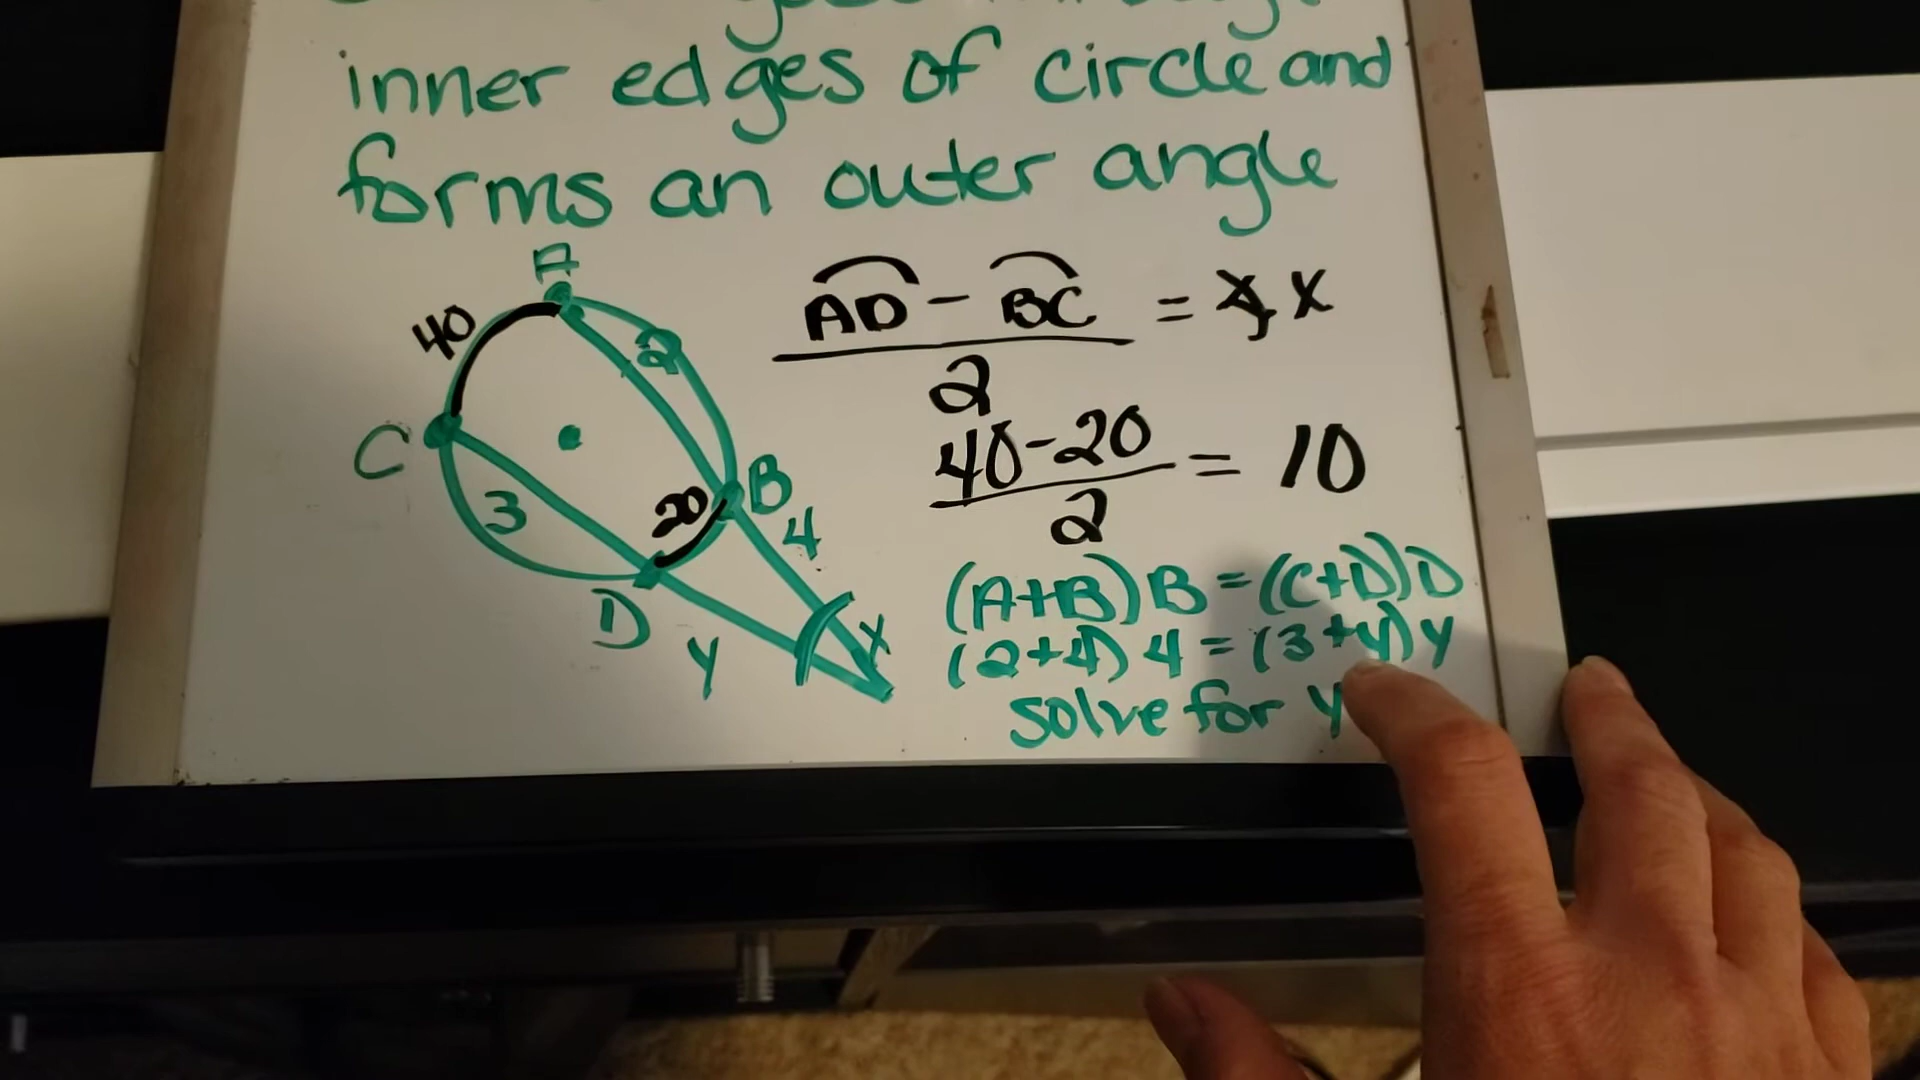 inner edges of circle and
forms an outer angle
A
40
2
C
3
20
B
4
D
Y
X
AD - BC = X
2
40-20 = 10
2
(A+B)B=(C+D)D
(2+4)4=(3+y)y
solve for y